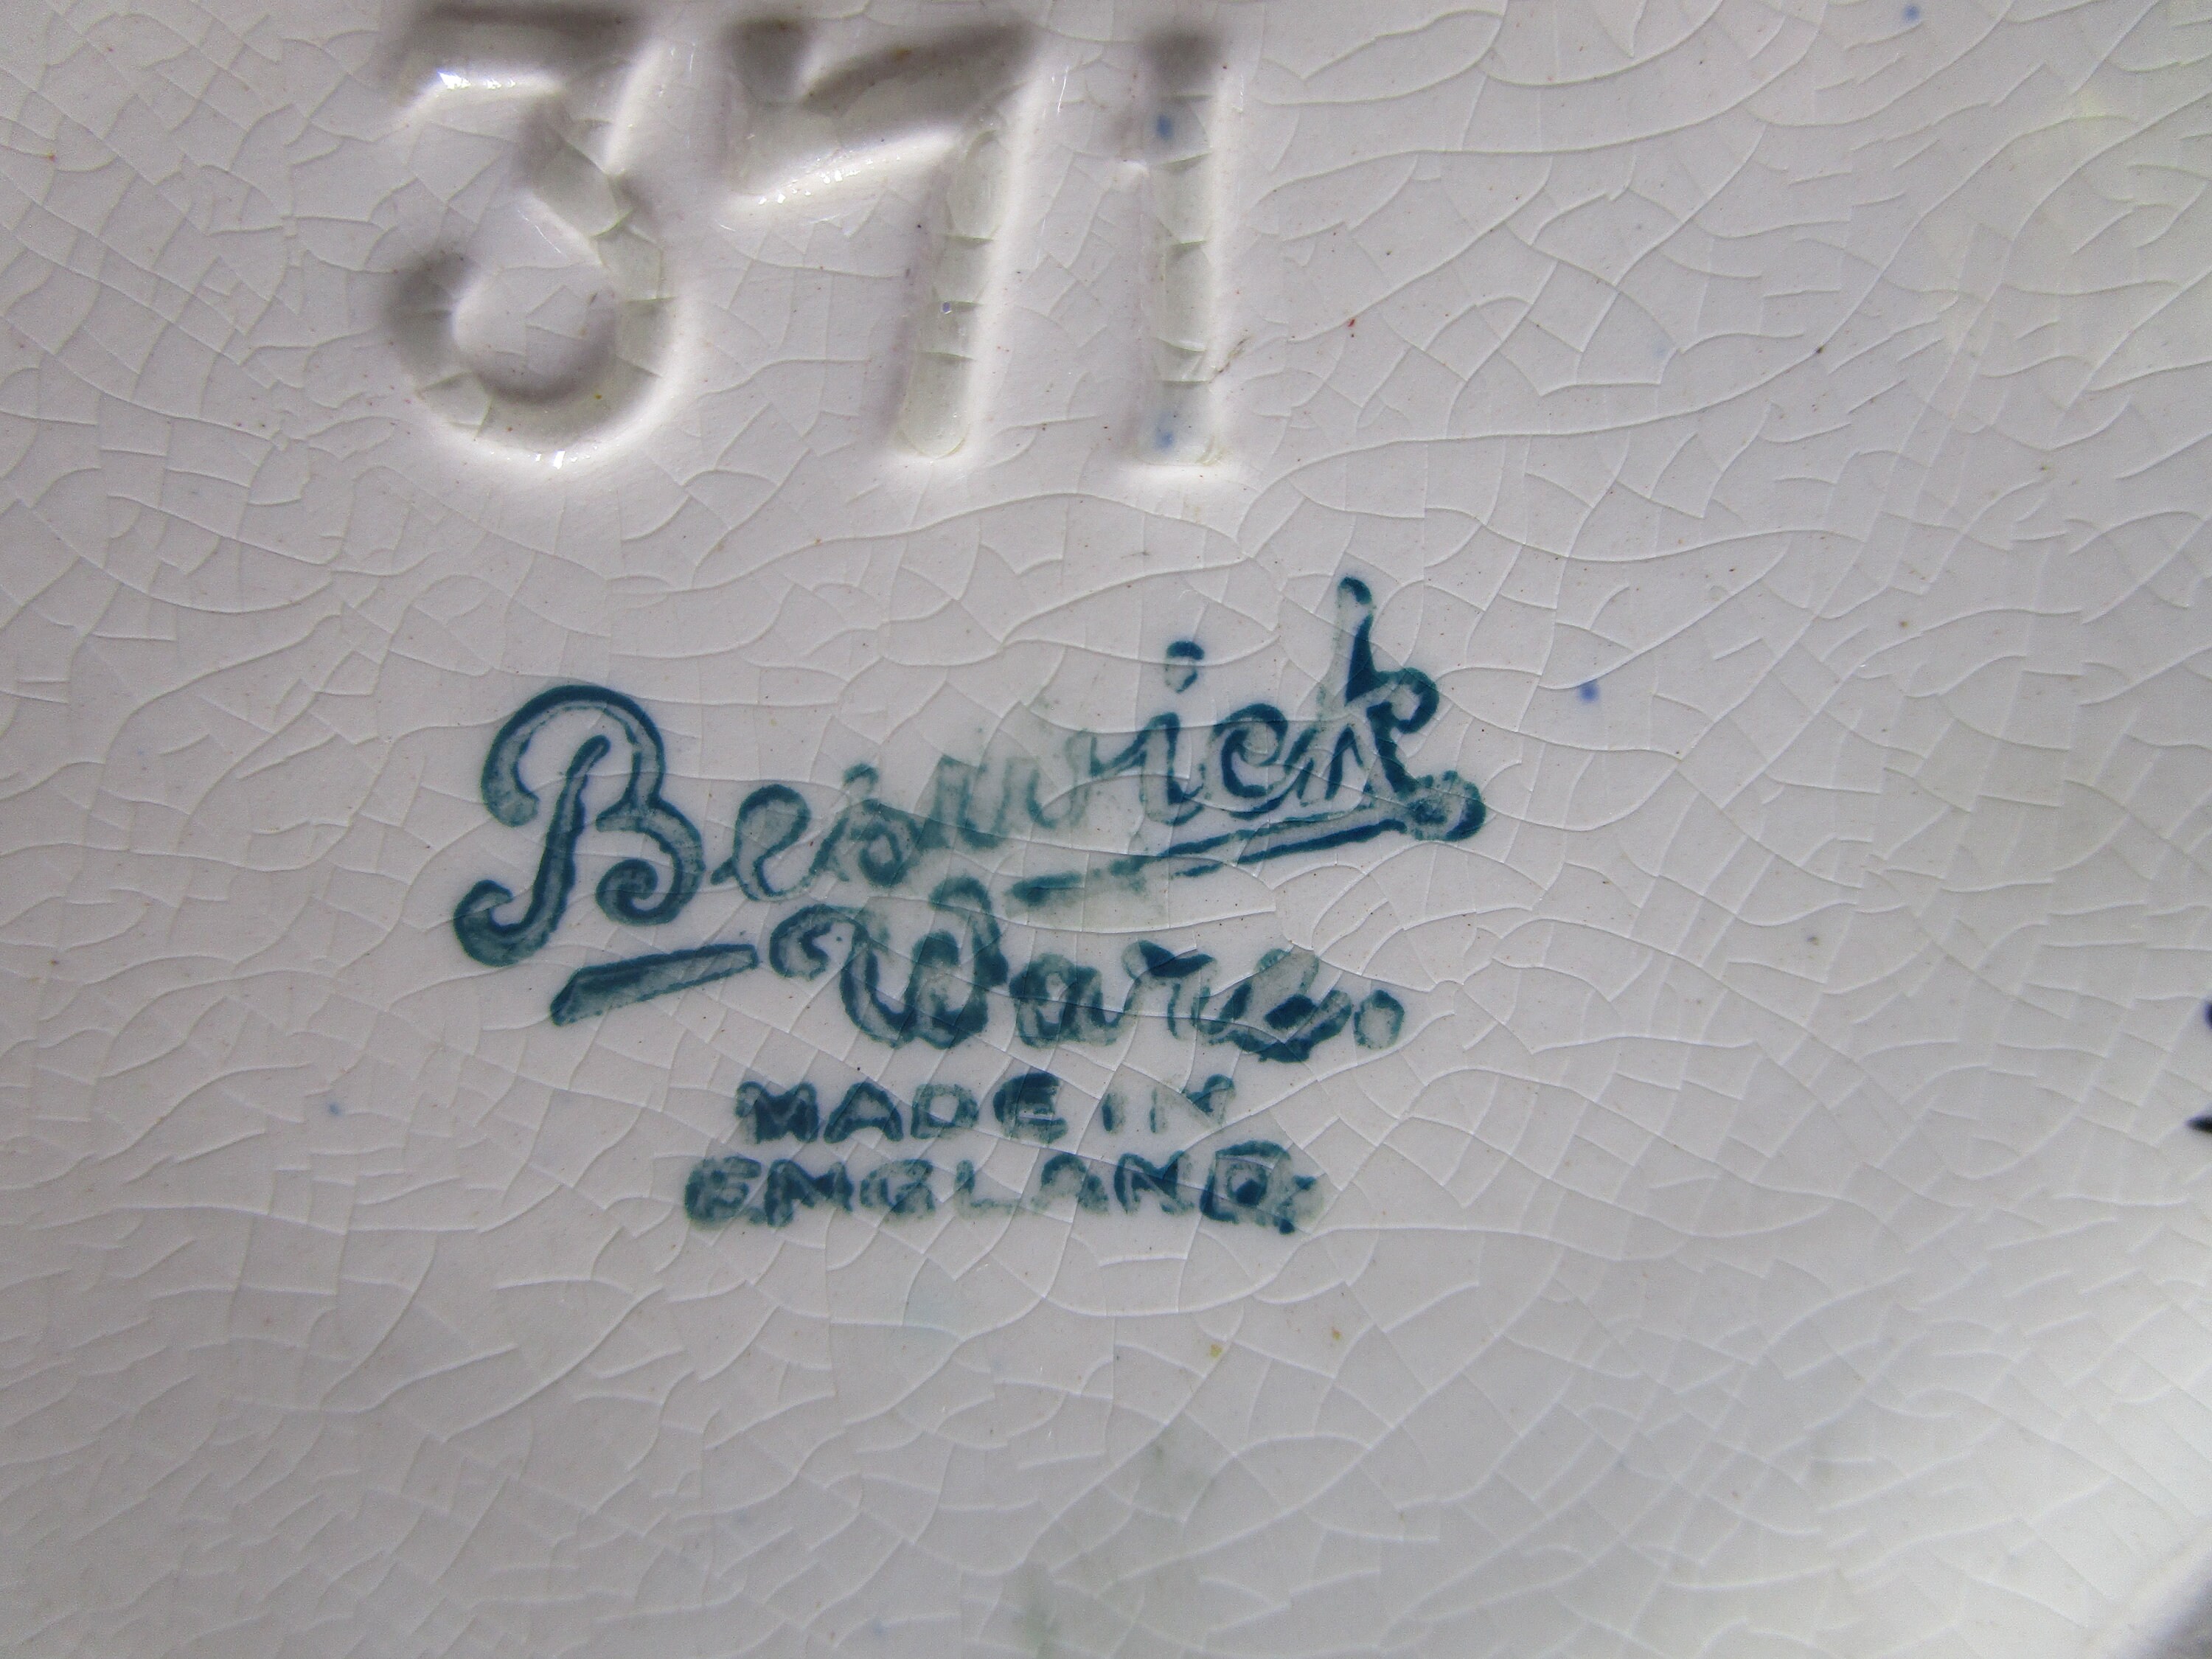 371
Beswick
Ware.
MADE IN
ENGLAND.